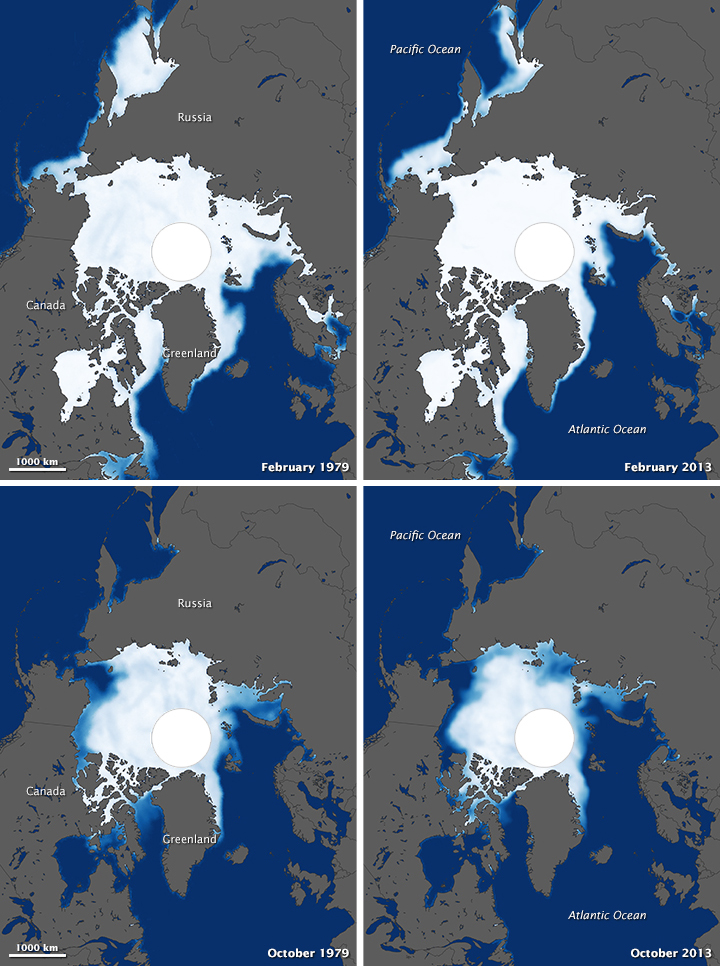 Pacific Ocean
Russia
Canada
Greenland
Atlantic Ocean
1000 km
February 1979
February 2013
Pacific Ocean
Russia
Canada
Greenland
Atlantic Ocean
1000 km
October 1979
October 2013